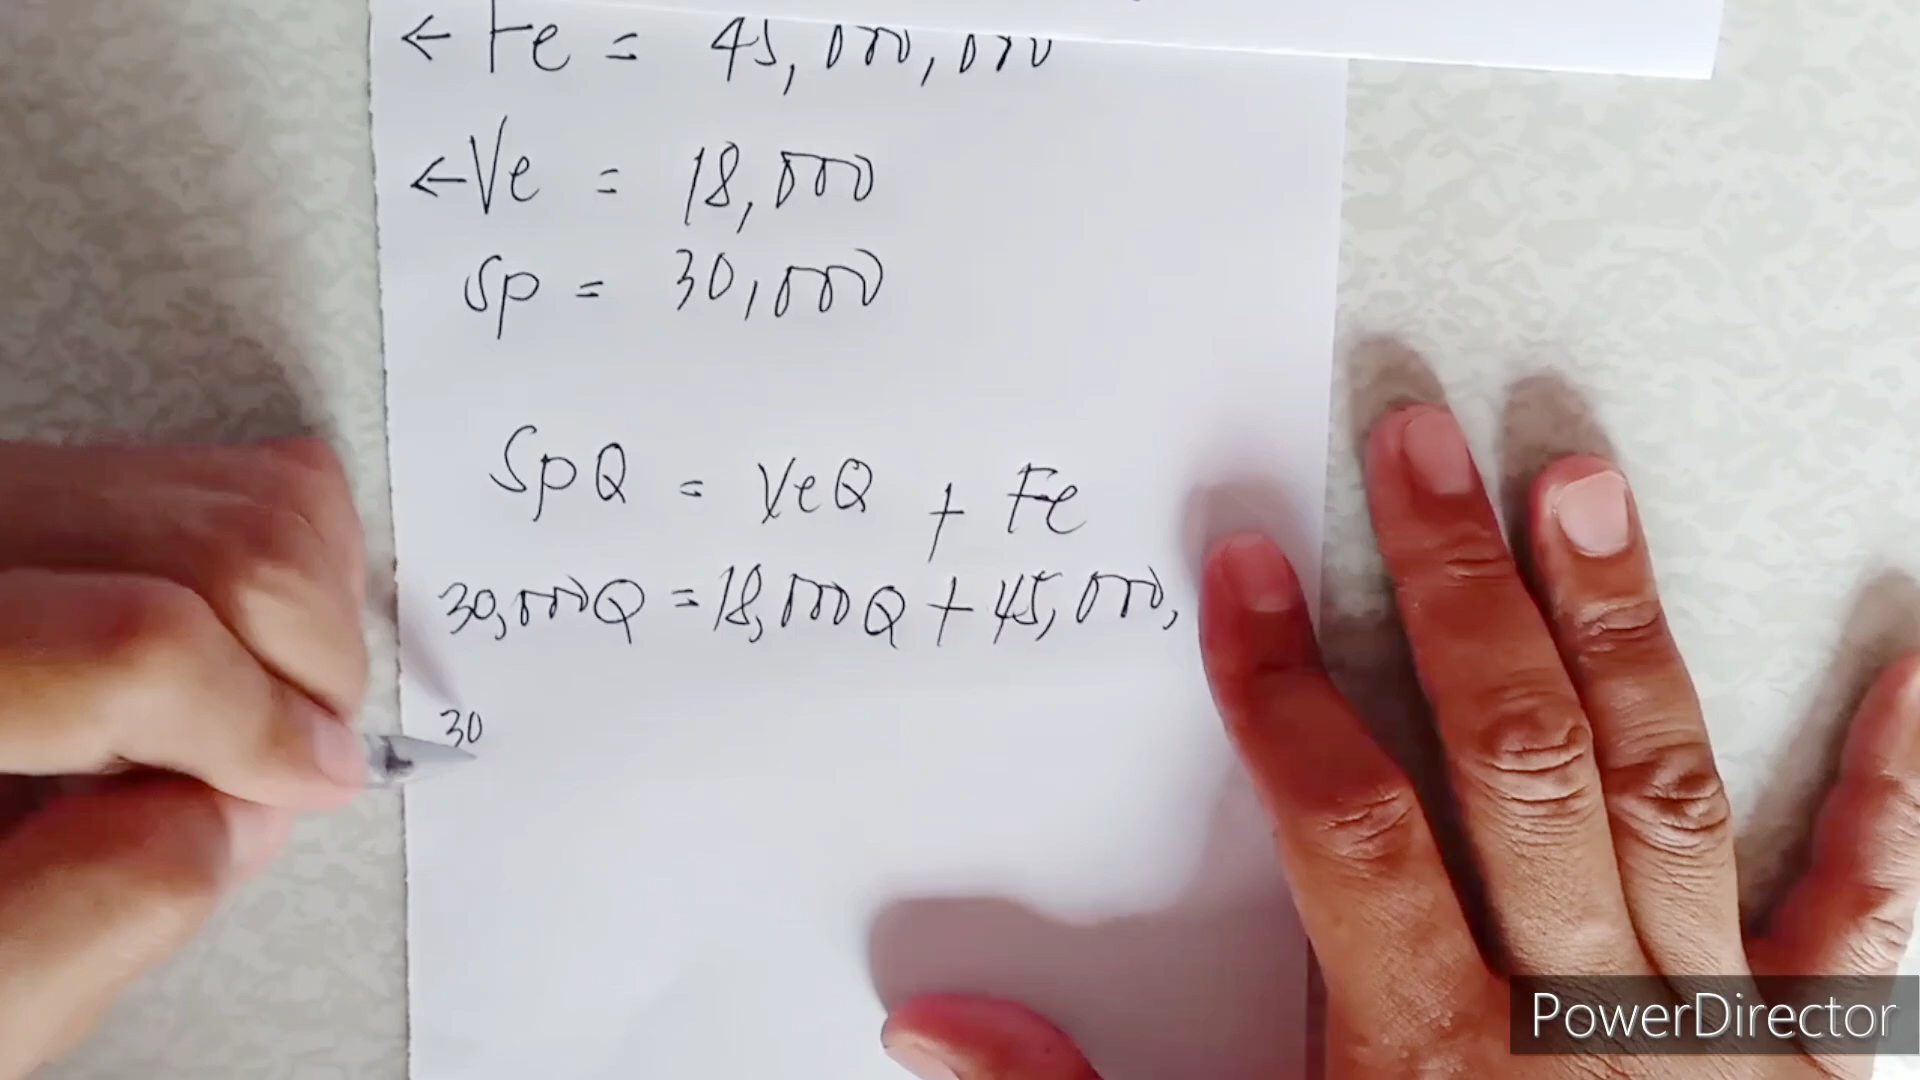 ← Fe = 45,000,000
← Ve = 18,000
Sp = 30,000
SpQ = VeQ + Fe
30,000Q = 18,000Q + 45,000,
30
PowerDirector